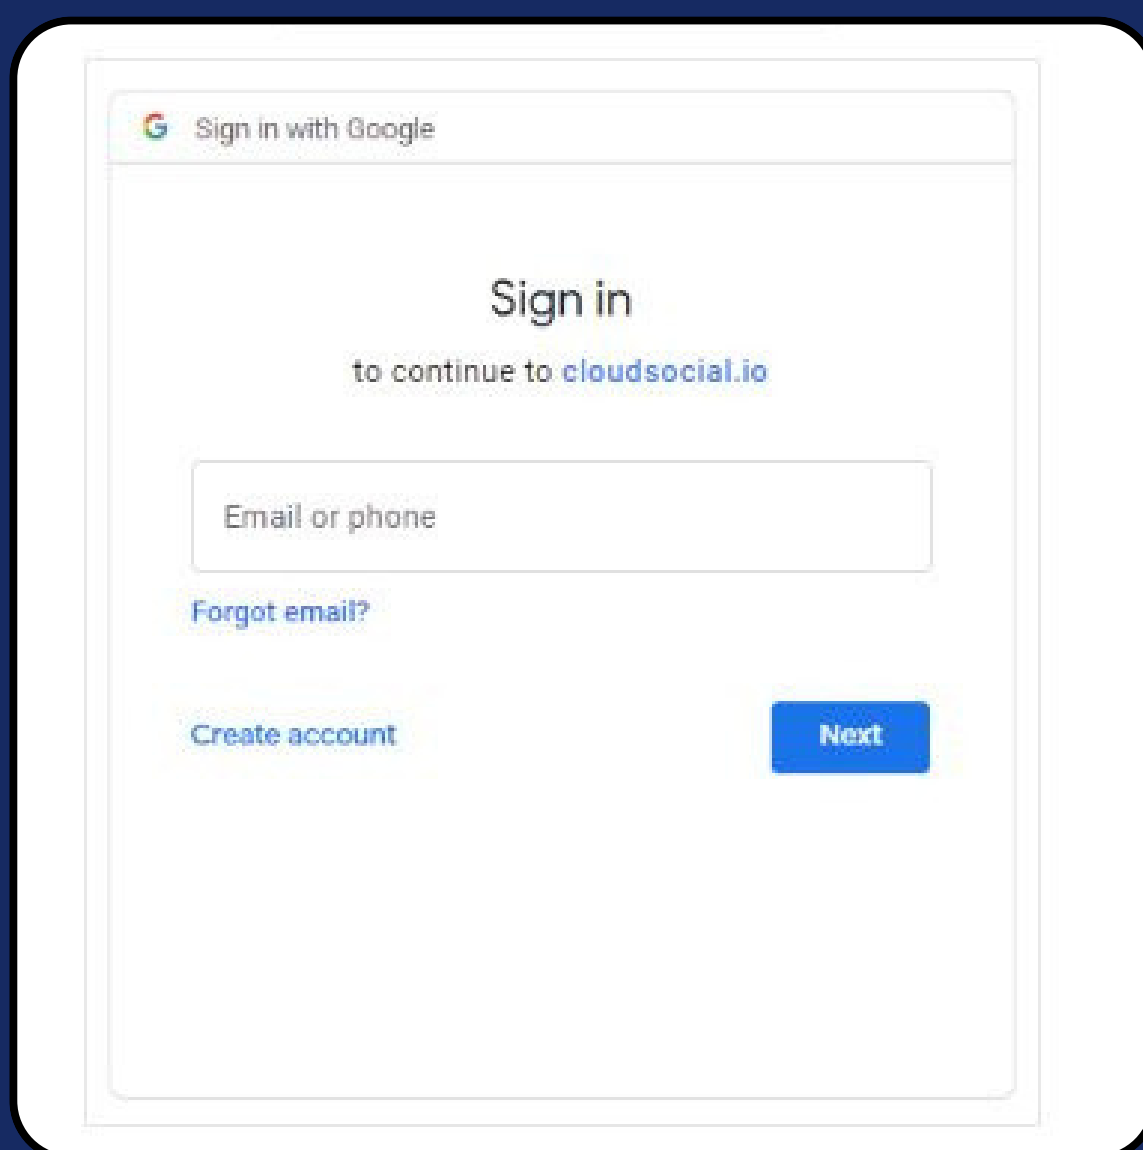 Sign in with Google
Sign in
to continue to cloudsocial.io
Email or phone
Forgot email?
Create account
Next